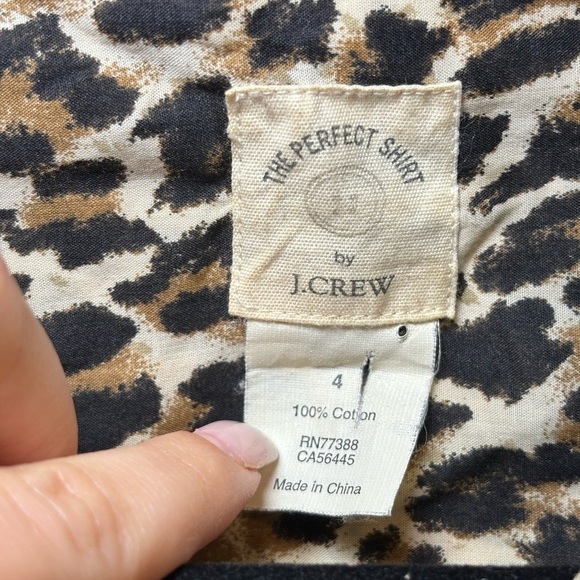 THE PERFECT SHIRT
by
J.CREW
4
100% Cotton
RN77388
CA56445
Made in China